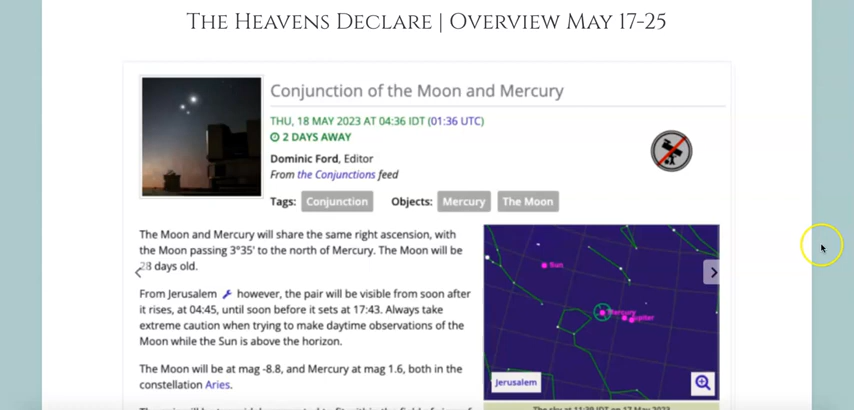 The Heavens Declare | Overview May 17-25
Conjunction of the Moon and Mercury
THU, 18 MAY 2023 AT 04:36 IDT (01:36 UTC)
2 DAYS AWAY
Dominic Ford, Editor
From the Conjunctions feed
Tags: Conjunction Objects: Mercury The Moon
The Moon and Mercury will share the same right ascension, with
the Moon passing 3°35' to the north of Mercury. The Moon will be
28 days old.
From Jerusalem however, the pair will be visible from soon after
it rises, at 04:45, until soon before it sets at 17:43. Always take
extreme caution when trying to make daytime observations of the
Moon while the Sun is above the horizon.
The Moon will be at mag -8.8, and Mercury at mag 1.6, both in the
constellation Aries.
Sun
Mercury
Jupiter
Jerusalem